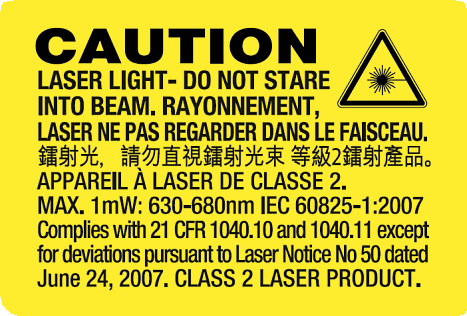 CAUTION
LASER LIGHT- DO NOT STARE
INTO BEAM. RAYONNEMENT,
LASER NE PAS REGARDER DANS LE FAISCEAU.
鐳射光，請勿直視鐳射光束 等級2鐳射產品。
APPAREIL À LASER DE CLASSE 2.
MAX. 1mW: 630-680nm IEC 60825-1:2007
Complies with 21 CFR 1040.10 and 1040.11 except
for deviations pursuant to Laser Notice No 50 dated
June 24, 2007. CLASS 2 LASER PRODUCT.